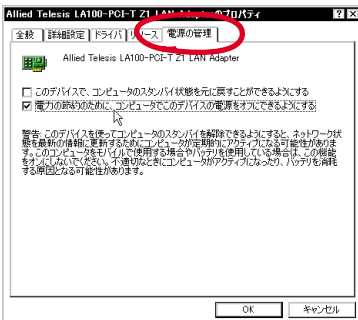 Allied Telesis LA100-PCI-T Z1 LAN Adapterのプロパティ
全般 詳細設定 ドライバ リソース 電源の管理
Allied Telesis LA100-PCI-T Z1 LAN Adapter
このデバイスで、コンピュータのスタンバイ状態を元に戻すことができるようにする
電力の節約のために、コンピュータでこのデバイスの電源をオフにできるようにする
警告: このデバイスを使ってコンピュータのスタンバイを解除できるようにすると、ネットワーク状
態を最新の情報に更新するためにコンピュータが定期的にアクティブになる可能性がありま
す。このコンピュータをモバイルで使用する場合やバッテリを使用している場合は、この機能
をオンにしないでください。不適切なときにコンピュータがアクティブになったり、バッテリを消耗
する原因となる可能性があります。
OK キャンセル